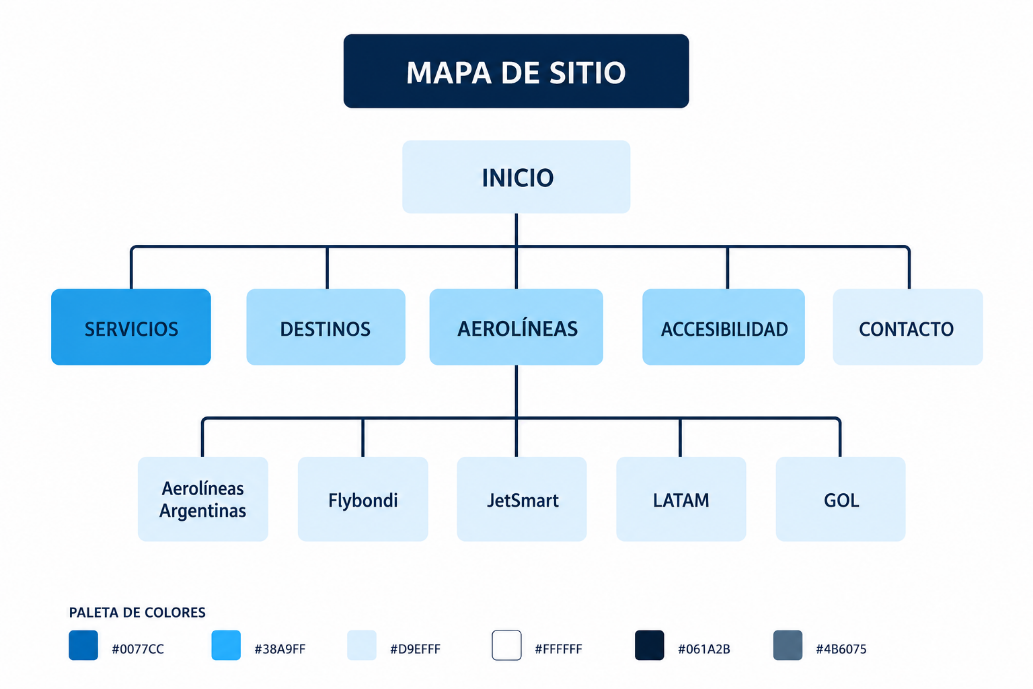 MAPA DE SITIO
INICIO
SERVICIOS
DESTINOS
AEROLÍNEAS
ACCESIBILIDAD
CONTACTO
Aerolíneas
Argentinas
Flybondi
JetSmart
LATAM
GOL
PALETA DE COLORES
#0077CC
#38A9FF
#D9EFFF
#FFFFFF
#061A2B
#4B6075